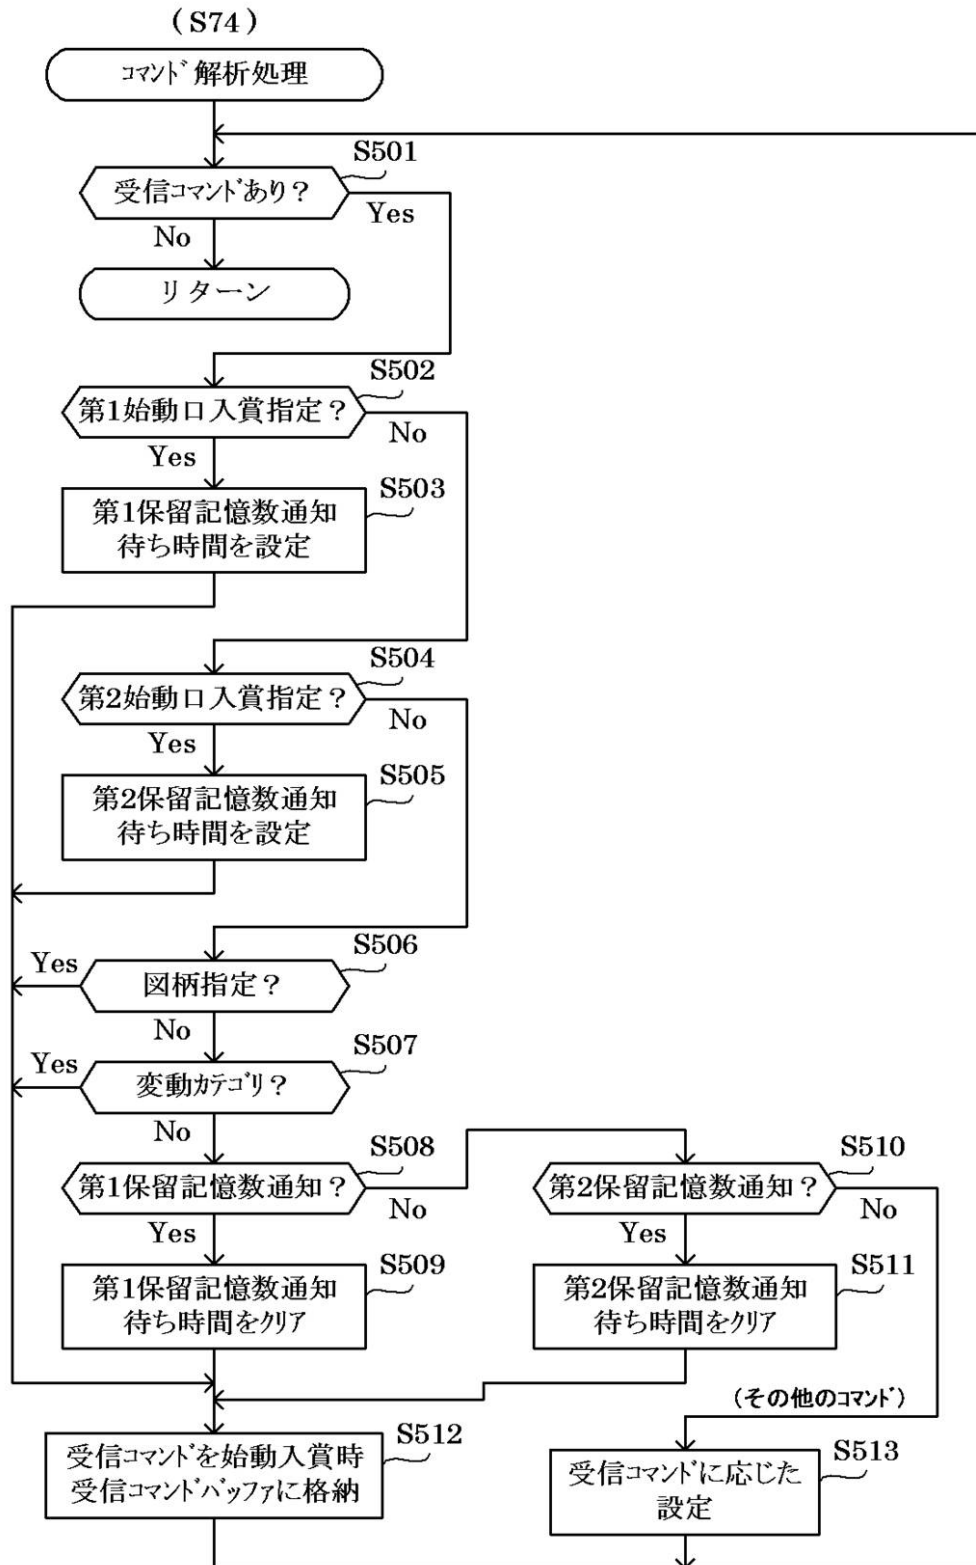 (S74)
コマンド解析処理
S501
受信コマンドあり?
Yes
No
リターン
S502
第1始動口入賞指定?
No
Yes
S503
第1保留記憶数通知
待ち時間を設定
S504
第2始動口入賞指定?
No
Yes
S505
第2保留記憶数通知
待ち時間を設定
S506
Yes
図柄指定?
No
S507
Yes
変動カテゴリ?
No
S508
第1保留記憶数通知?
No
Yes
S509
第1保留記憶数通知
待ち時間をクリア
S510
第2保留記憶数通知?
No
Yes
S511
第2保留記憶数通知
待ち時間をクリア
(その他のコマンド)
S512
受信コマンドを始動入賞時
受信コマンドバッファに格納
S513
受信コマンドに応じた
設定